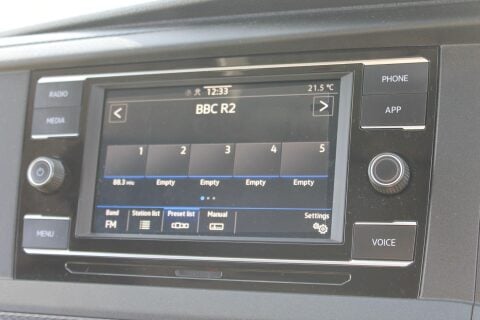 RADIO
MEDIA
MENU
12:33
21.5 °C
<
BBC R2
>
1 2 3 4 5
88.3 MHz Empty Empty Empty Empty
Band Station list Preset list Manual Settings
FM
PHONE
APP
VOICE